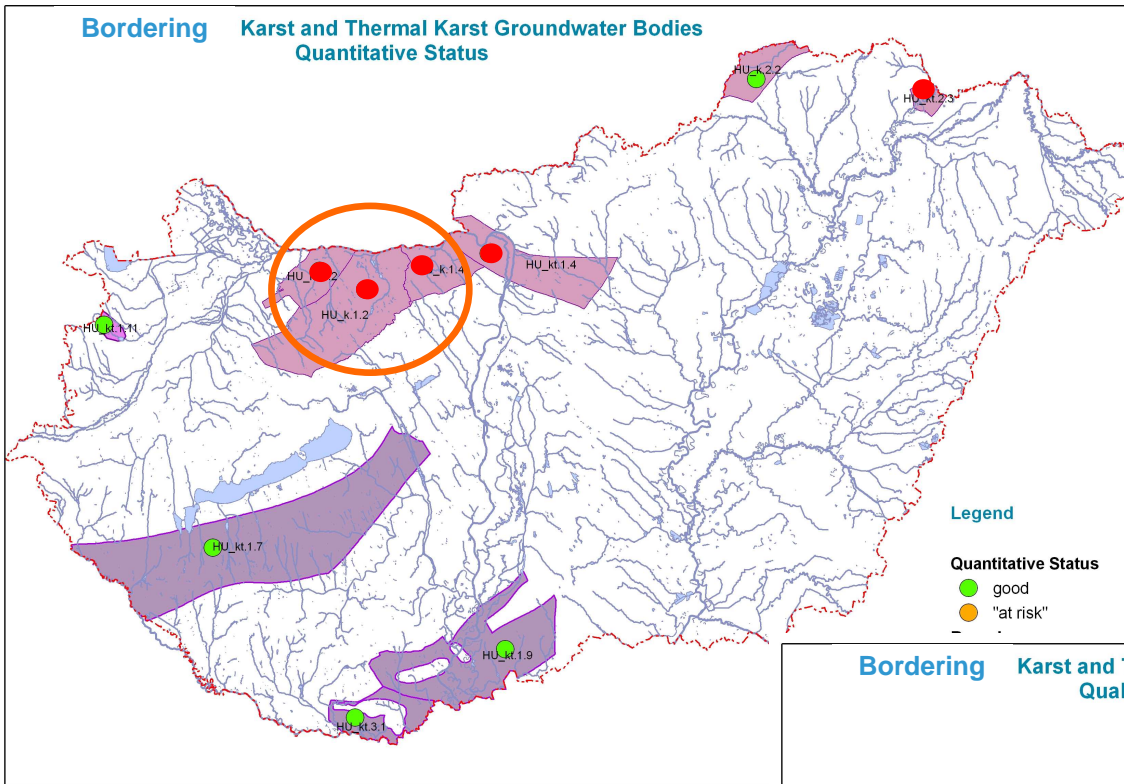 Bordering
Karst and Thermal Karst Groundwater Bodies
Quantitative Status
HU_k.2.2
HU_kt.2.3
HU_kt.1.4
HU_k.1.2
HU_kt.1.11
HU_kt.1.7
HU_kt.1.9
HU_kt.3.1
Legend
Quantitative Status
good
"at risk"
Bordering
Karst and